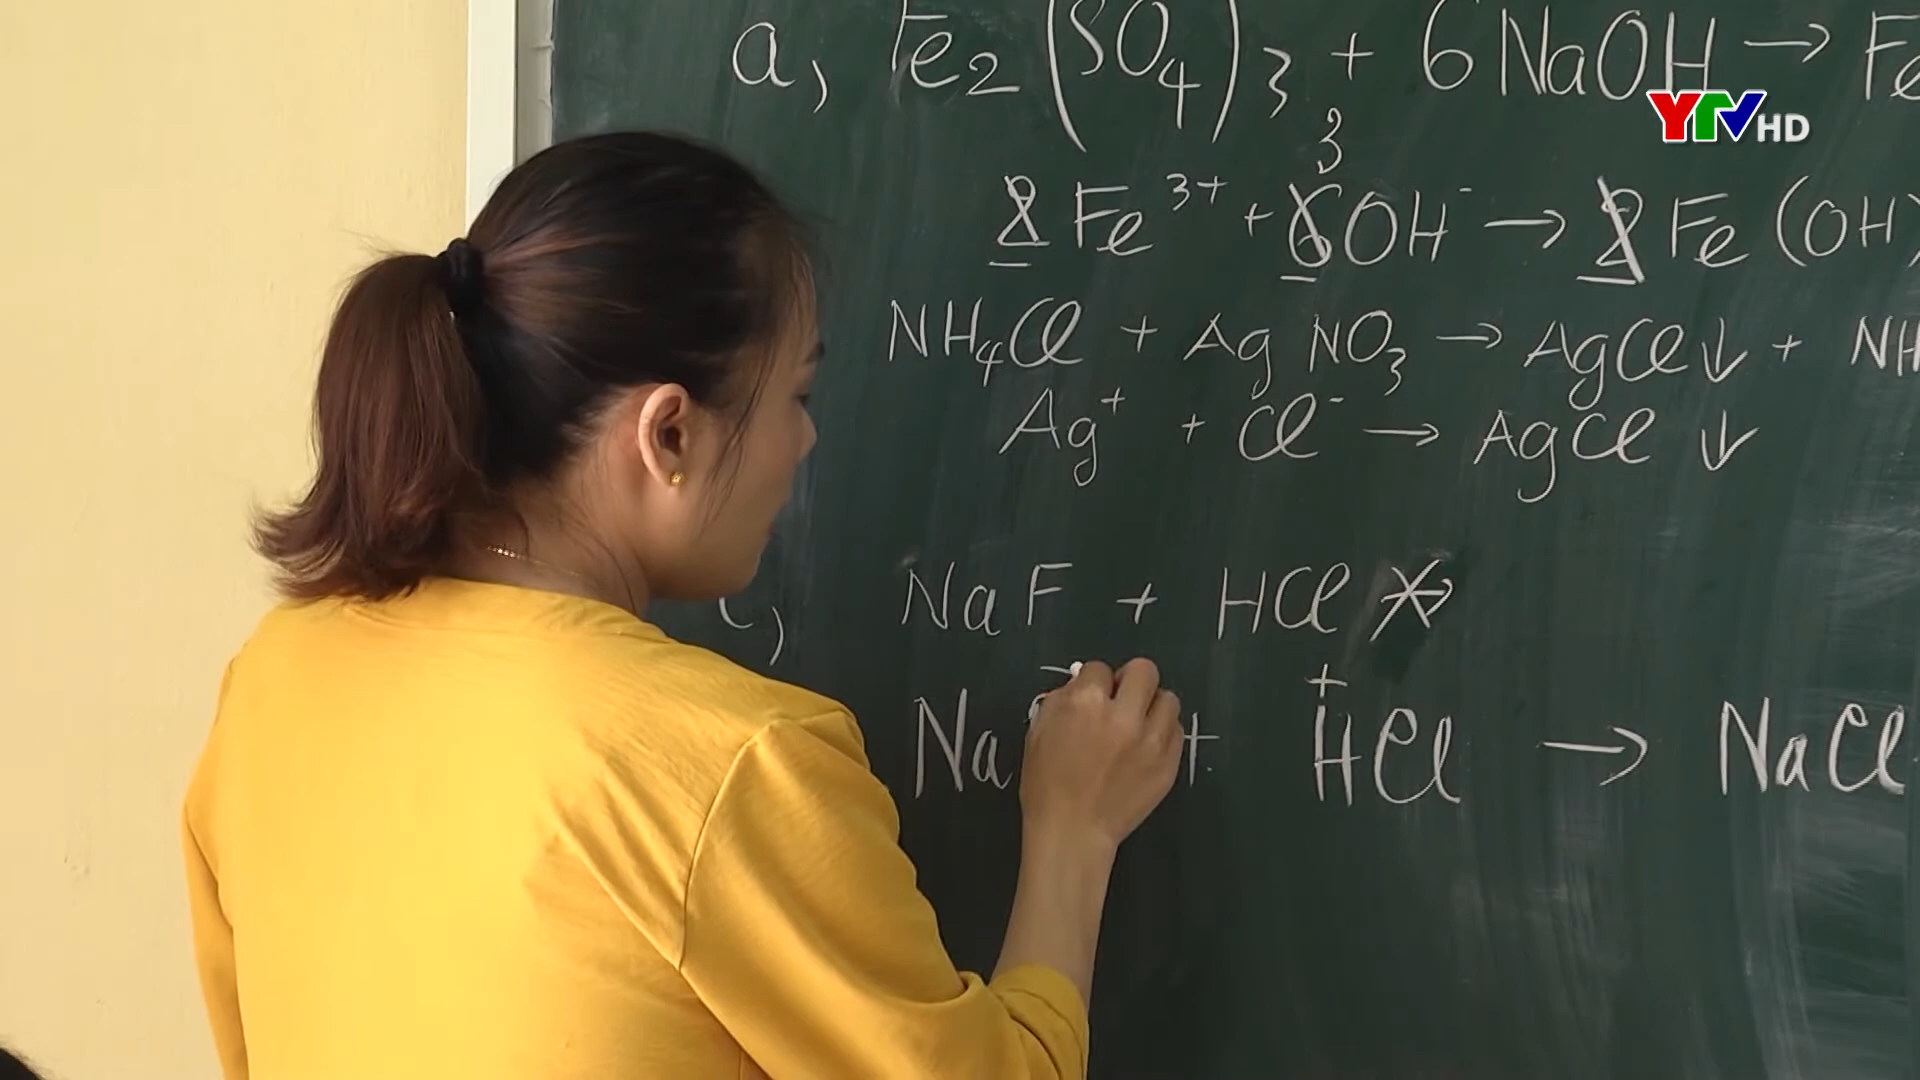 a, Fe₂(SO₄)₃ + 6NaOH → Fe
YTV HD
3
2Fe³⁺ + 6OH⁻ → 2Fe(OH)
NH₄Cl + AgNO₃ → AgCl↓ + NH
Ag⁺ + Cl⁻ → AgCl ↓
c, NaF + HCl
+
Na + HCl → NaCl